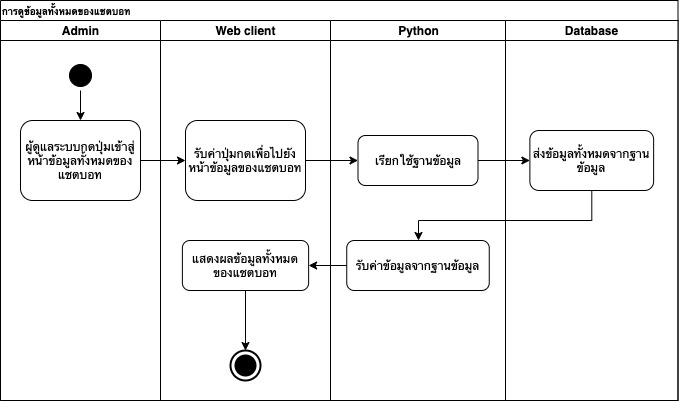 การดูข้อมูลทั้งหมดของแชตบอท
Admin
Web client
Python
Database
ผู้ดูแลระบบกดปุ่มเข้าสู่
หน้าข้อมูลทั้งหมดของ
แชตบอท
รับค่าปุ่มกดเพื่อไปยัง
หน้าข้อมูลของแชตบอท
เรียกใช้ฐานข้อมูล
ส่งข้อมูลทั้งหมดจากฐาน
ข้อมูล
แสดงผลข้อมูลทั้งหมด
ของแชตบอท
รับค่าข้อมูลจากฐานข้อมูล